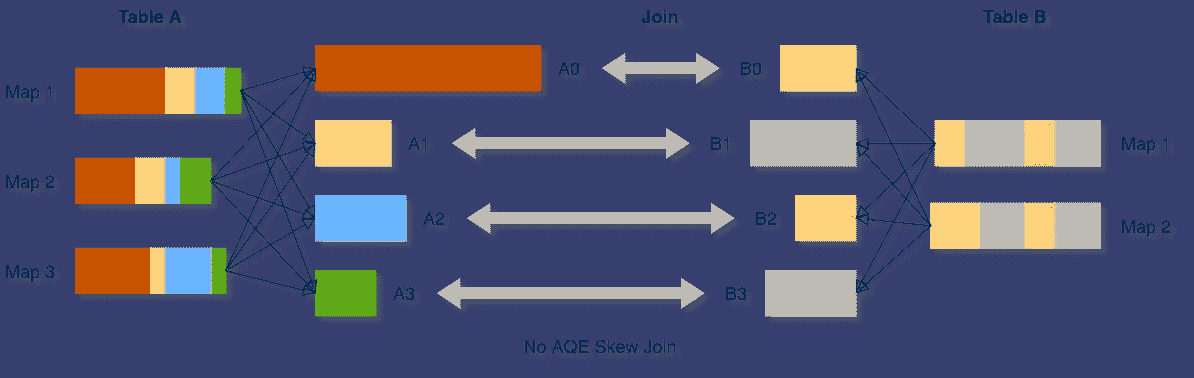 Table A
Join
Table B
A0
B0
Map 1
A1
B1
Map 1
Map 2
A2
B2
Map 2
Map 3
A3
B3
No AQE Skew Join